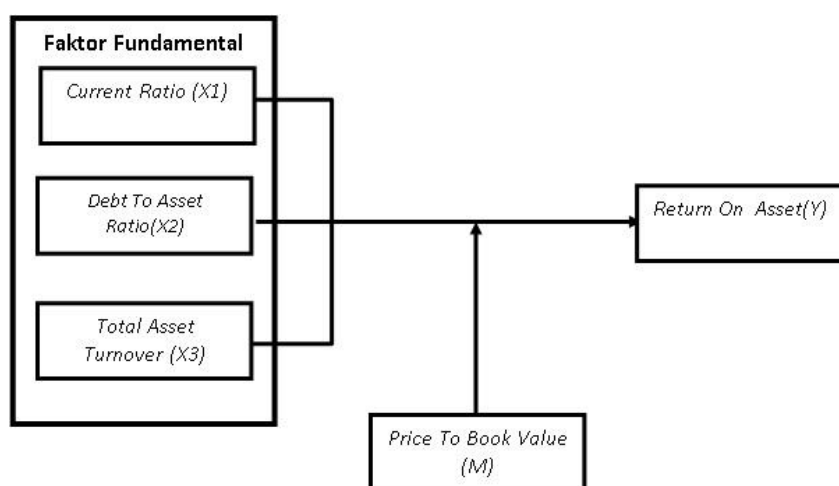 Faktor Fundamental
Current Ratio (X1)
Debt To Asset
Ratio(X2)
Total Asset
Turnover (X3)
Return On Asset(Y)
Price To Book Value
(M)